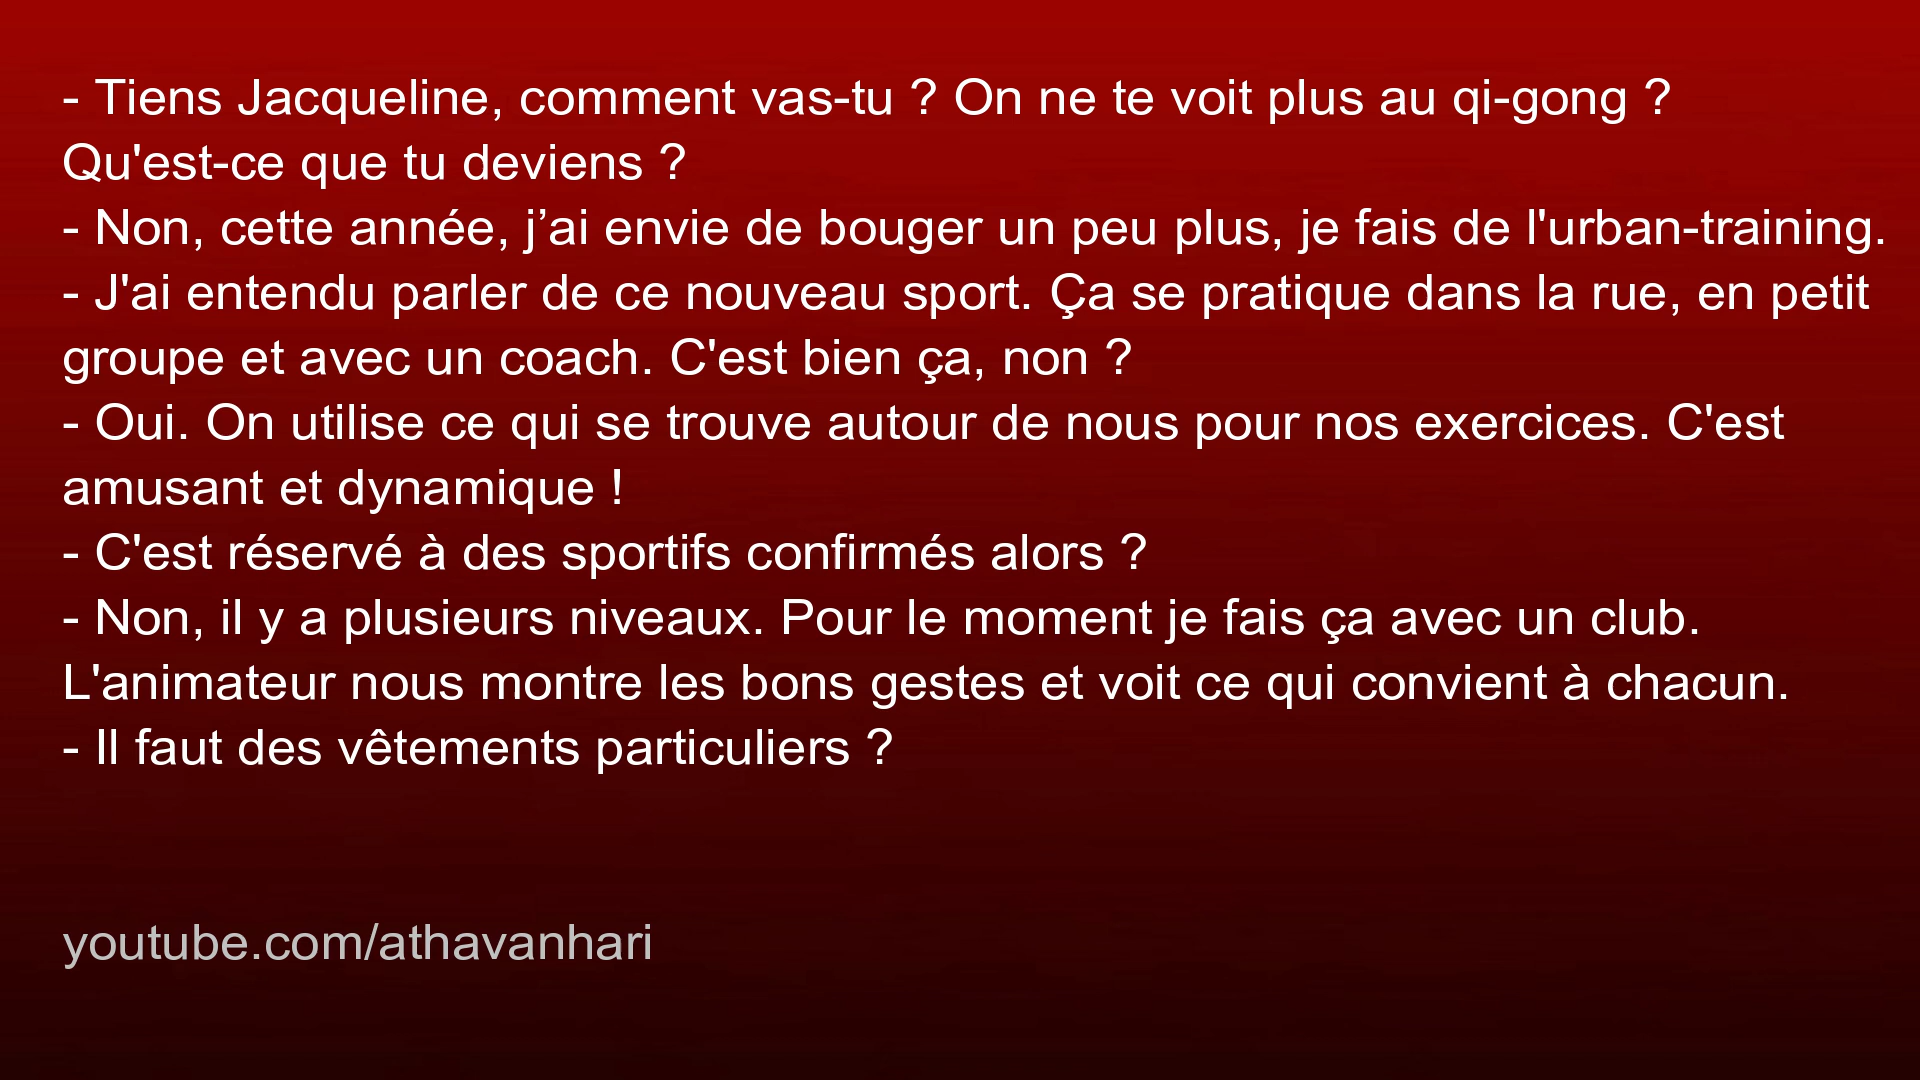 - Tiens Jacqueline, comment vas-tu ? On ne te voit plus au qi-gong ?
Qu'est-ce que tu deviens ?
- Non, cette année, j’ai envie de bouger un peu plus, je fais de l'urban-training.
- J'ai entendu parler de ce nouveau sport. Ça se pratique dans la rue, en petit
groupe et avec un coach. C'est bien ça, non ?
- Oui. On utilise ce qui se trouve autour de nous pour nos exercices. C'est
amusant et dynamique !
- C'est réservé à des sportifs confirmés alors ?
- Non, il y a plusieurs niveaux. Pour le moment je fais ça avec un club.
L'animateur nous montre les bons gestes et voit ce qui convient à chacun.
- Il faut des vêtements particuliers ?
youtube.com/athavanhari